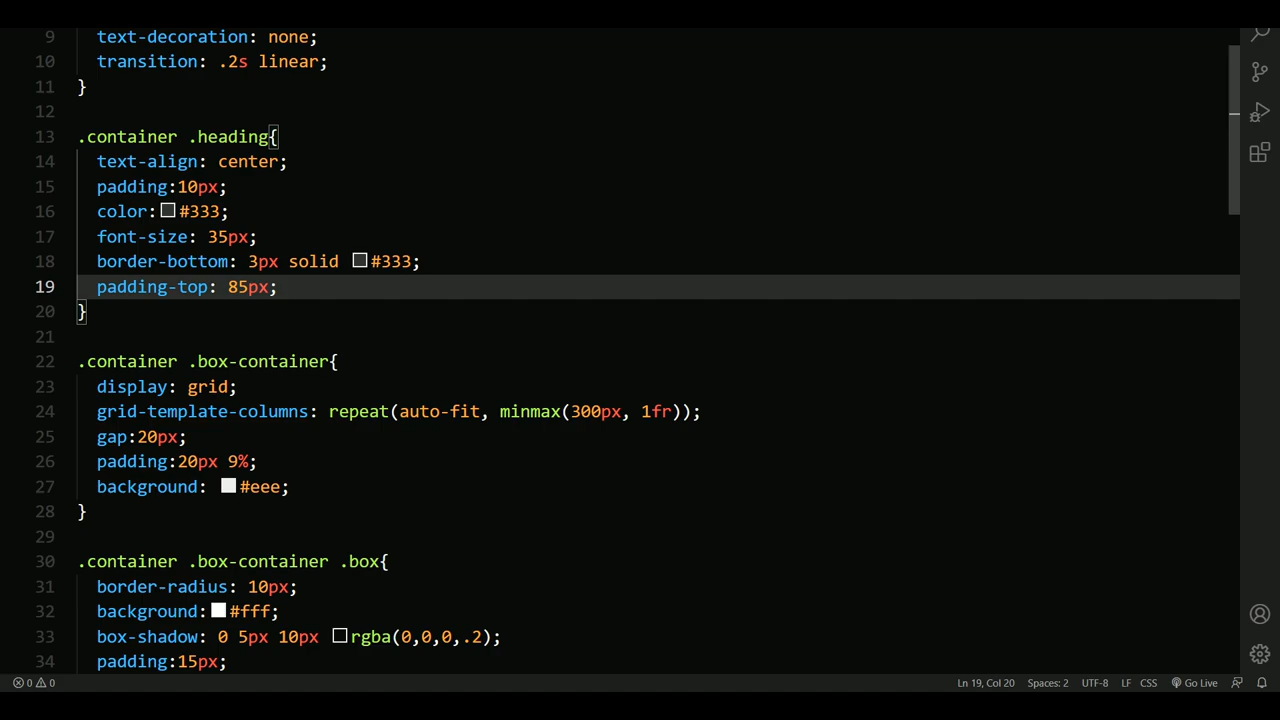 9 text-decoration: none;
10 transition: .2s linear;
11 }
12
13 .container .heading{
14 text-align: center;
15 padding:10px;
16 color:#333;
17 font-size: 35px;
18 border-bottom: 3px solid #333;
19 padding-top: 85px;
20 }
21
22 .container .box-container{
23 display: grid;
24 grid-template-columns: repeat(auto-fit, minmax(300px, 1fr));
25 gap:20px;
26 padding:20px 9%;
27 background: #eee;
28 }
29
30 .container .box-container .box{
31 border-radius: 10px;
32 background:#fff;
33 box-shadow: 0 5px 10px rgba(0,0,0,.2);
34 padding:15px;
0 0 Ln 19, Col 20 Spaces: 2 UTF-8 LF CSS Go Live